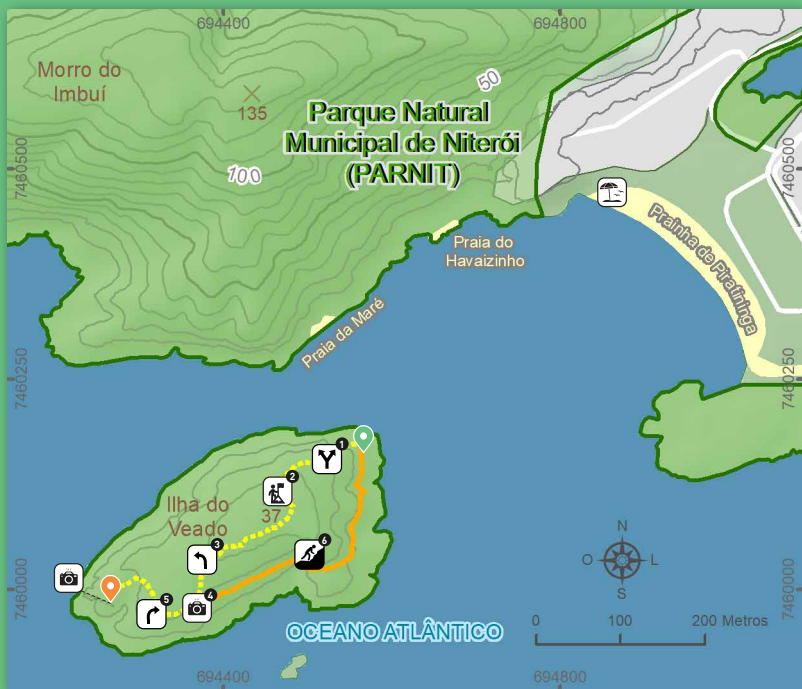 694400
694800
Morro do
Imbuí
135
50
Parque Natural
Municipal de Niterói
(PARNIT)
100
7460500
7460500
Praia do
Havaizinho
Prainha de Piratininga
Praia da Maré
7460250
7460250
1
2
Ilha do
Veado
37
3
6
4
5
N
O
L
S
7460000
7460000
0 100 200 Metros
OCEANO ATLÂNTICO
694400
694800